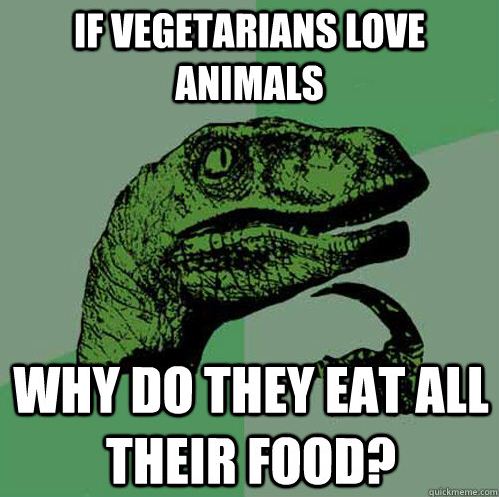 IF VEGETARIANS LOVE
ANIMALS
WHY DO THEY EAT ALL
THEIR FOOD?
quickmeme.com